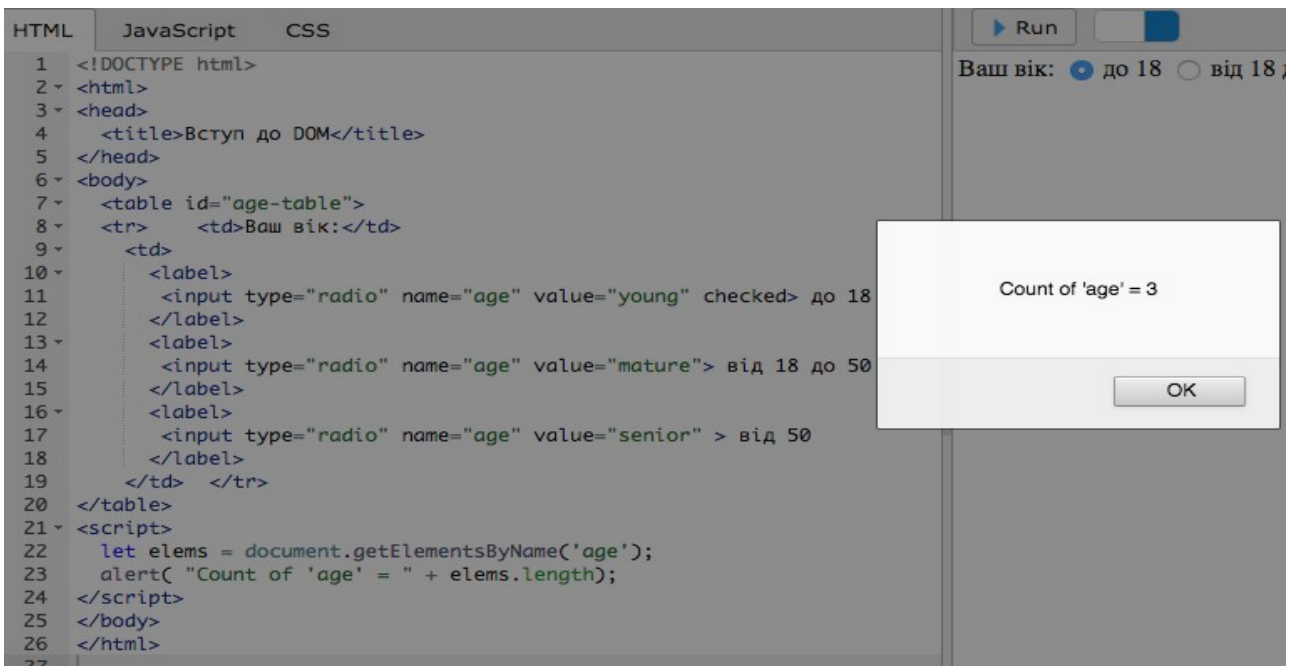 HTML JavaScript CSS
1 <!DOCTYPE html>
2 <html>
3 <head>
4 <title>Вступ до DOM</title>
5 </head>
6 <body>
7 <table id="age-table">
8 <tr> <td>Ваш вік:</td>
9 <td>
10 <label>
11 <input type="radio" name="age" value="young" checked> до 18
12 </label>
13 <label>
14 <input type="radio" name="age" value="mature"> від 18 до 50
15 </label>
16 <label>
17 <input type="radio" name="age" value="senior" > від 50
18 </label>
19 </td> </tr>
20 </table>
21 <script>
22 let elems = document.getElementsByName('age');
23 alert( "Count of 'age' = " + elems.length);
24 </script>
25 </body>
26 </html>
27
Run
Ваш вік: до 18 від 18
Count of 'age' = 3
OK